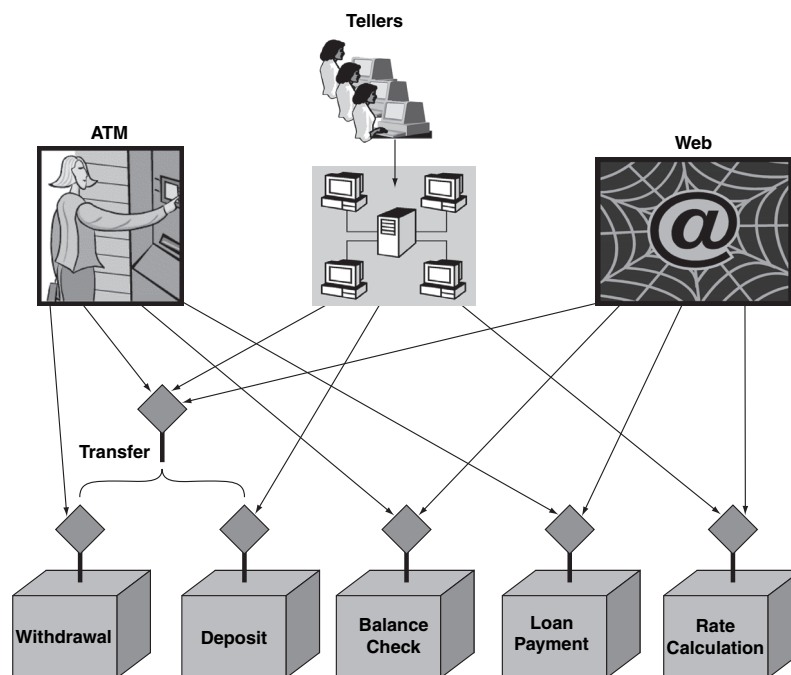 Tellers
ATM
Web
@
Transfer
Withdrawal
Deposit
Balance
Check
Loan
Payment
Rate
Calculation